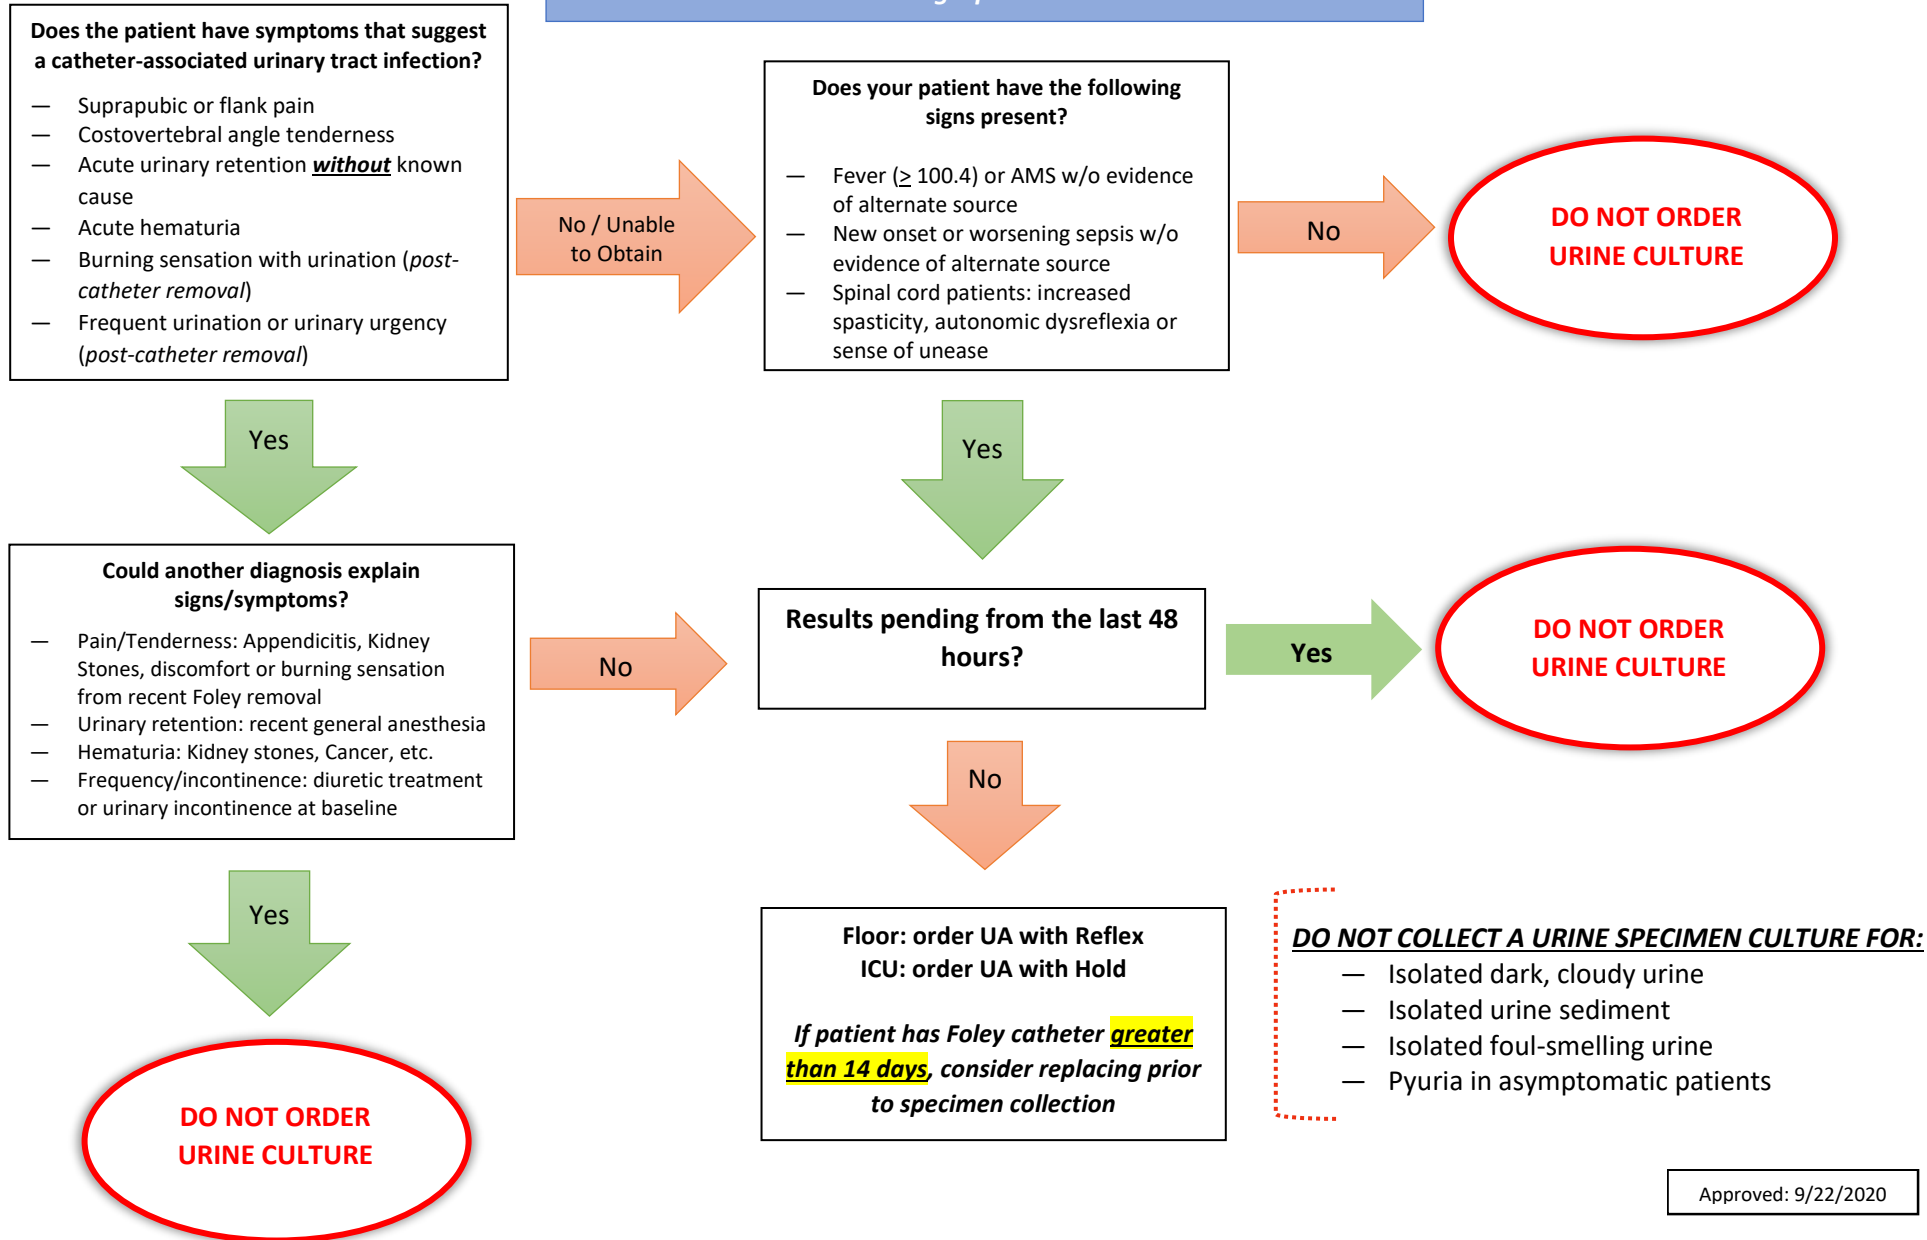 Does the patient have symptoms that suggest
a catheter-associated urinary tract infection?
— Suprapubic or flank pain
— Costovertebral angle tenderness
— Acute urinary retention without known
cause
— Acute hematuria
— Burning sensation with urination (post-
catheter removal)
— Frequent urination or urinary urgency
(post-catheter removal)
No / Unable
to Obtain
Does your patient have the following
signs present?
— Fever (≥ 100.4) or AMS w/o evidence
of alternate source
— New onset or worsening sepsis w/o
evidence of alternate source
— Spinal cord patients: increased
spasticity, autonomic dysreflexia or
sense of unease
No
DO NOT ORDER
URINE CULTURE
Yes
Yes
Could another diagnosis explain
signs/symptoms?
— Pain/Tenderness: Appendicitis, Kidney
Stones, discomfort or burning sensation
from recent Foley removal
— Urinary retention: recent general anesthesia
— Hematuria: Kidney stones, Cancer, etc.
— Frequency/incontinence: diuretic treatment
or urinary incontinence at baseline
No
Results pending from the last 48
hours?
Yes
DO NOT ORDER
URINE CULTURE
No
Yes
DO NOT ORDER
URINE CULTURE
Floor: order UA with Reflex
ICU: order UA with Hold
If patient has Foley catheter greater
than 14 days, consider replacing prior
to specimen collection
DO NOT COLLECT A URINE SPECIMEN CULTURE FOR:
— Isolated dark, cloudy urine
— Isolated urine sediment
— Isolated foul-smelling urine
— Pyuria in asymptomatic patients
Approved: 9/22/2020